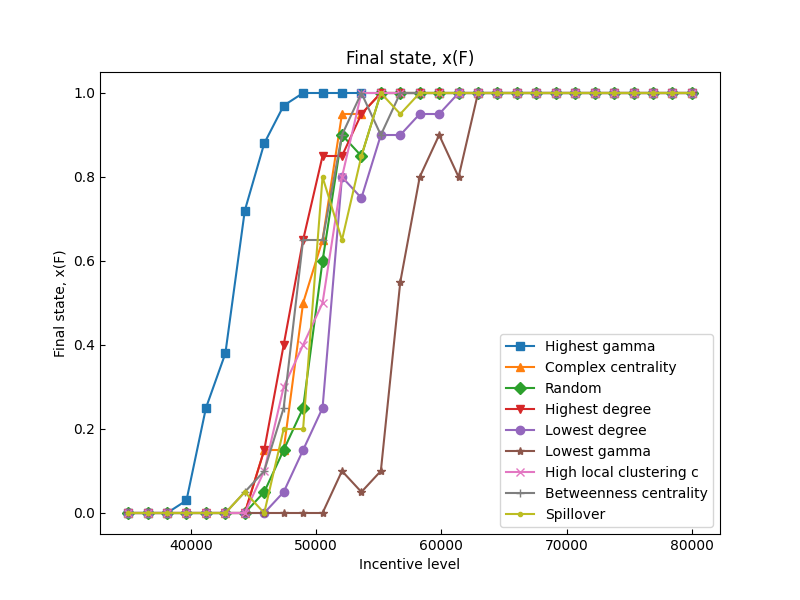 Final state, x(F)
Final state, x(F)
1.0
0.8
0.6
0.4
0.2
0.0
40000
50000
60000
70000
80000
Incentive level
Highest gamma
Complex centrality
Random
Highest degree
Lowest degree
Lowest gamma
High local clustering c
Betweenness centrality
Spillover